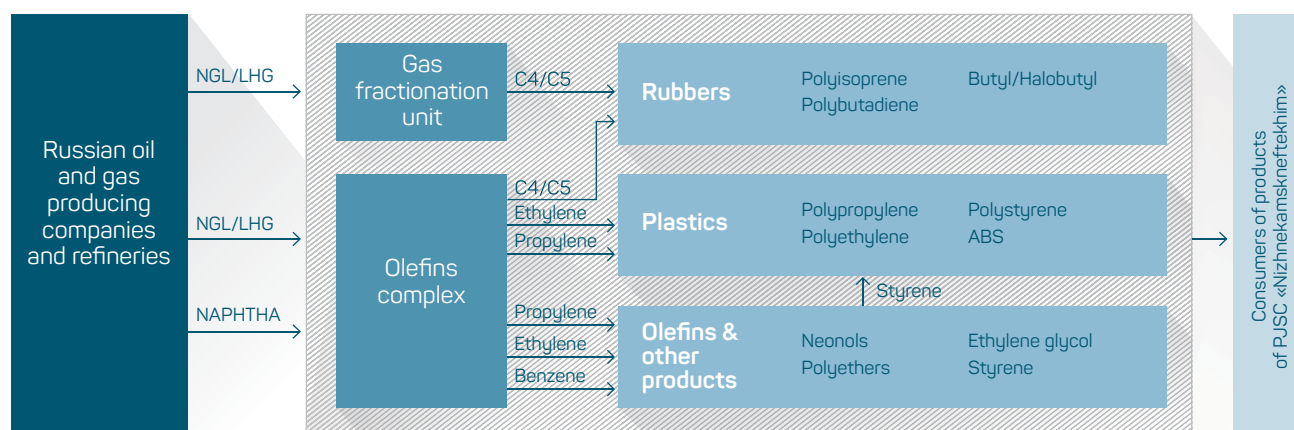 Russian oil
and gas
producing
companies
and refineries
NGL/LHG
NGL/LHG
NAPHTHA
Gas
fractionation
unit
C4/C5
Olefins
complex
C4/C5
Ethylene
Propylene
Propylene
Ethylene
Benzene
Rubbers
Polyisoprene
Polybutadiene
Butyl/Halobutyl
Plastics
Polypropylene
Polyethylene
Polystyrene
ABS
Styrene
Olefins &
other
products
Neonols
Polyethers
Ethylene glycol
Styrene
Consumers of products
of PJSC «Nizhnekamskneftekhim»